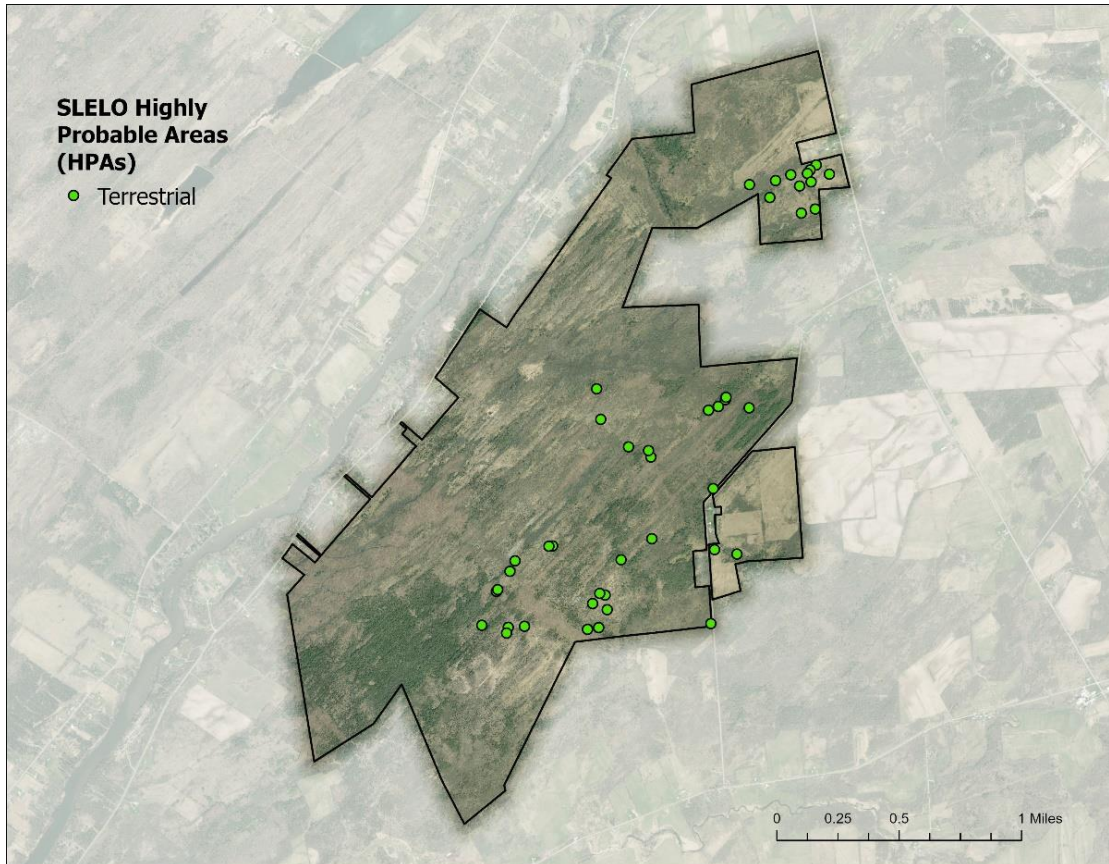 SLELO Highly
Probable Areas
(HPAs)
Terrestrial
0 0.25 0.5 1 Miles